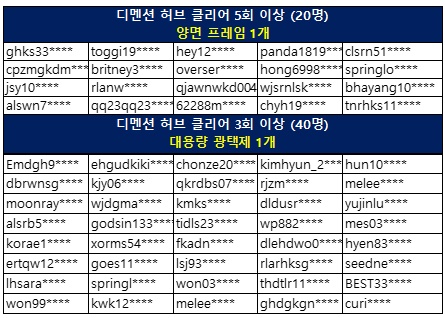 디멘션 허브 클리어 5회 이상 (20명)
양면 프레임 1개
ghks33**** toggi19**** hey12**** panda1819*** clsrn51****
cpzmgkdm*** britney3**** overser**** hong6998**** springlo****
jsy10**** rlanw**** qjawnwkd004 wjsrnlsk**** bhayang10****
alswn7**** qq23qq23**** 62288m**** chyh19**** tnrhks11****
디멘션 허브 클리어 3회 이상 (40명)
대용량 광택제 1개
Emdgh9**** ehgudkiki**** chonze20**** kimhyun_2*** hun10****
dbrwnsg**** kjy06**** qkrdbs07**** rjzm**** melee****
moonray**** wjdgma**** kmks**** dldusr**** yujinlu****
alsrb5**** godsin133**** tidls23**** wp882**** mes03****
korae1**** xorms54**** fkadn**** dlehdwo0**** hyen83****
ertqw12**** goes11**** lsj93**** rlarhksg**** seedne****
lhsara**** springl**** won03**** thdtlr11**** BEST33****
won99**** kwk12**** melee**** ghdgkgn**** curi****